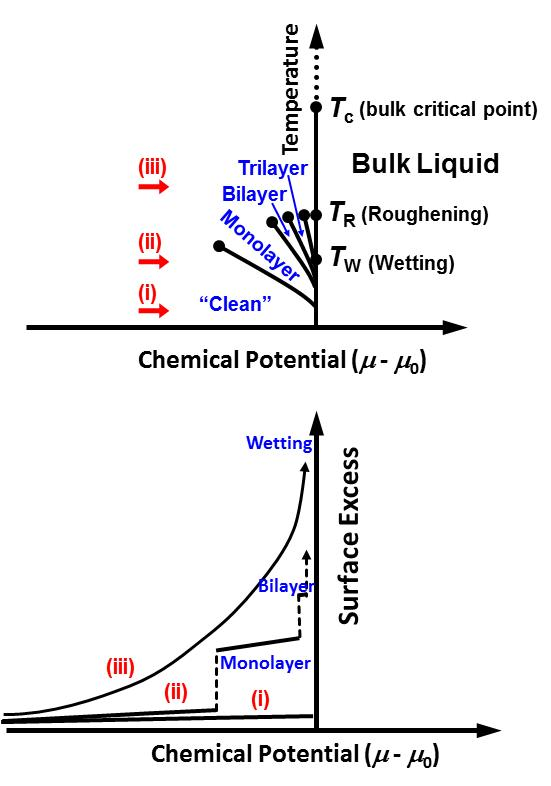 Temperature
T_c (bulk critical point)
(iii)
Trilayer
Bulk Liquid
Bilayer
T_R (Roughening)
Monolayer
(ii)
T_W (Wetting)
(i)
“Clean”
Chemical Potential (μ - μ₀)
Wetting
Surface Excess
Bilayer
Monolayer
(iii)
(ii)
(i)
Chemical Potential (μ - μ₀)